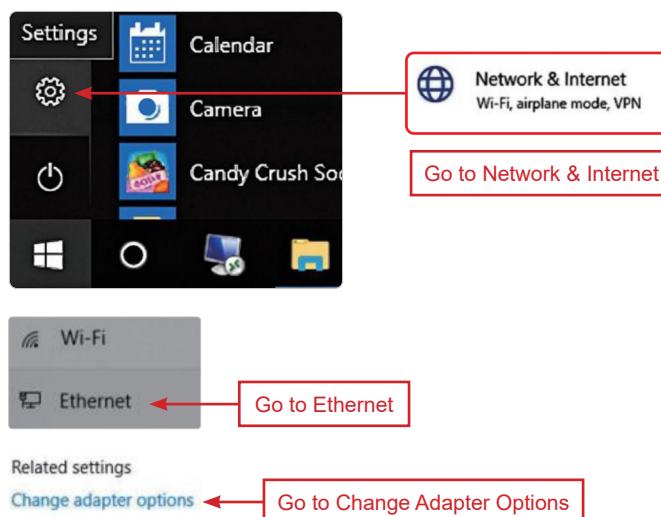 Settings
Calendar
Camera
Candy Crush So
Network & Internet
Wi-Fi, airplane mode, VPN
Go to Network & Internet
Wi-Fi
Ethernet
Go to Ethernet
Related settings
Change adapter options
Go to Change Adapter Options